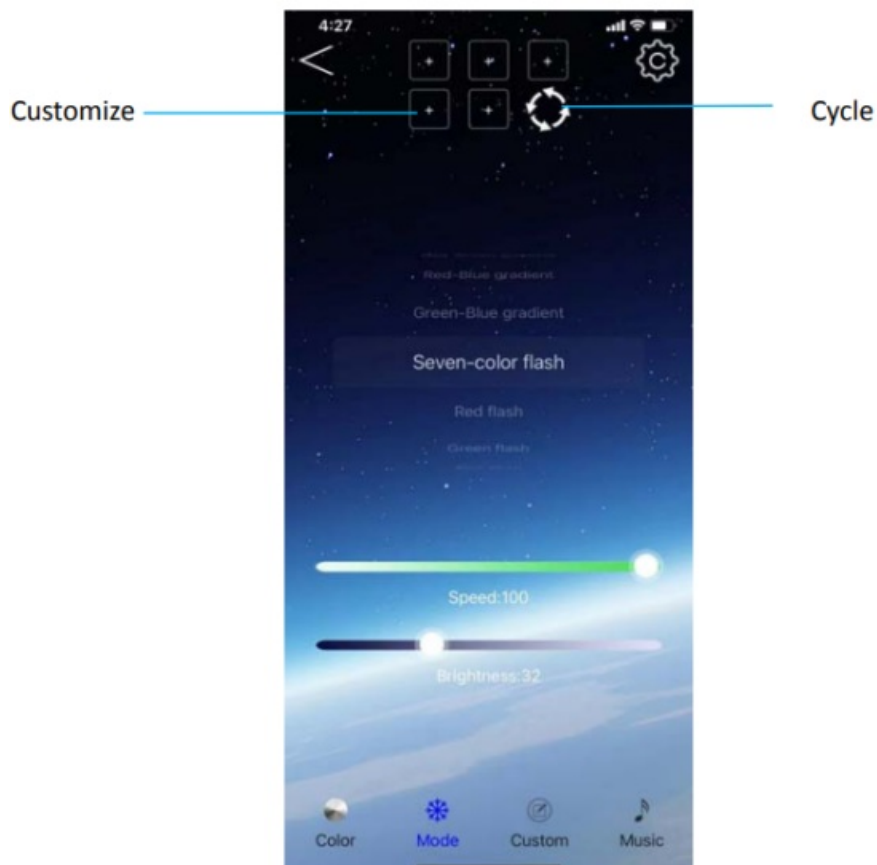 4:27
Customize
Cycle
Red-Blue gradient
Green-Blue gradient
Seven-color flash
Red flash
Green flash
Speed:100
Brightness:32
Color
Mode
Custom
Music